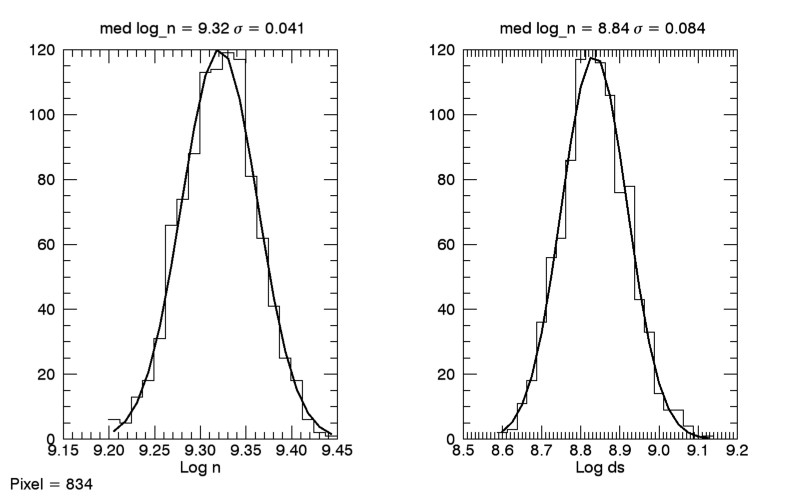 med log_n = 9.32 σ = 0.041
med log_n = 8.84 σ = 0.084
120
100
80
60
40
20
0
9.15 9.20 9.25 9.30 9.35 9.40 9.45
Log n
120
100
80
60
40
20
0
8.5 8.6 8.7 8.8 8.9 9.0 9.1 9.2
Log ds
Pixel = 834